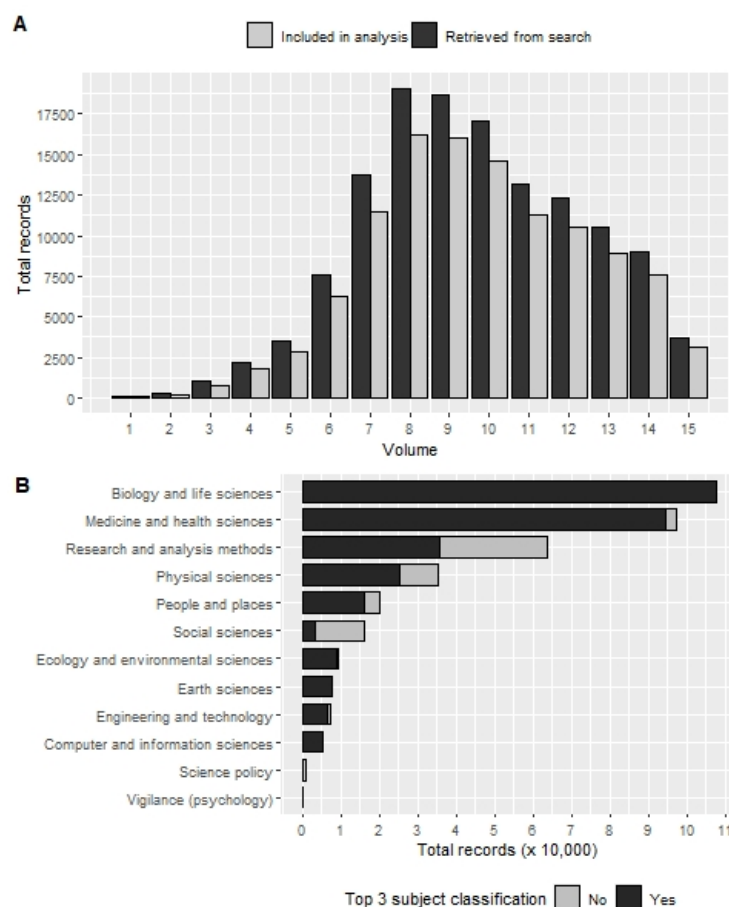 A
Included in analysis Retrieved from search
Total records
17500
15000
12500
10000
7500
5000
2500
0
1 2 3 4 5 6 7 8 9 10 11 12 13 14 15
Volume
B
Biology and life sciences
Medicine and health sciences
Research and analysis methods
Physical sciences
People and places
Social sciences
Ecology and environmental sciences
Earth sciences
Engineering and technology
Computer and information sciences
Science policy
Vigilance (psychology)
0 1 2 3 4 5 6 7 8 9 10 11
Total records (x 10,000)
Top 3 subject classification No Yes